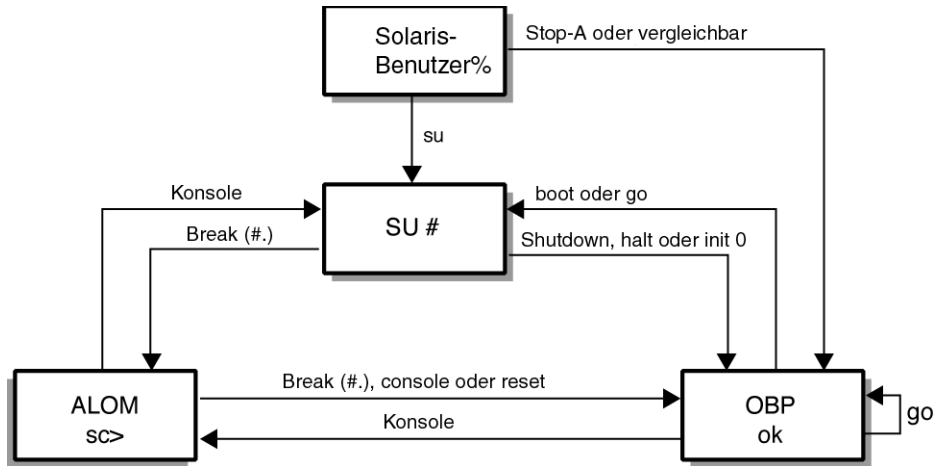 Solaris-
Benutzer%
Stop-A oder vergleichbar
su
Konsole
boot oder go
SU #
Break (#.)
Shutdown, halt oder init 0
ALOM
sc>
Break (#.), console oder reset
Konsole
OBP
ok
go